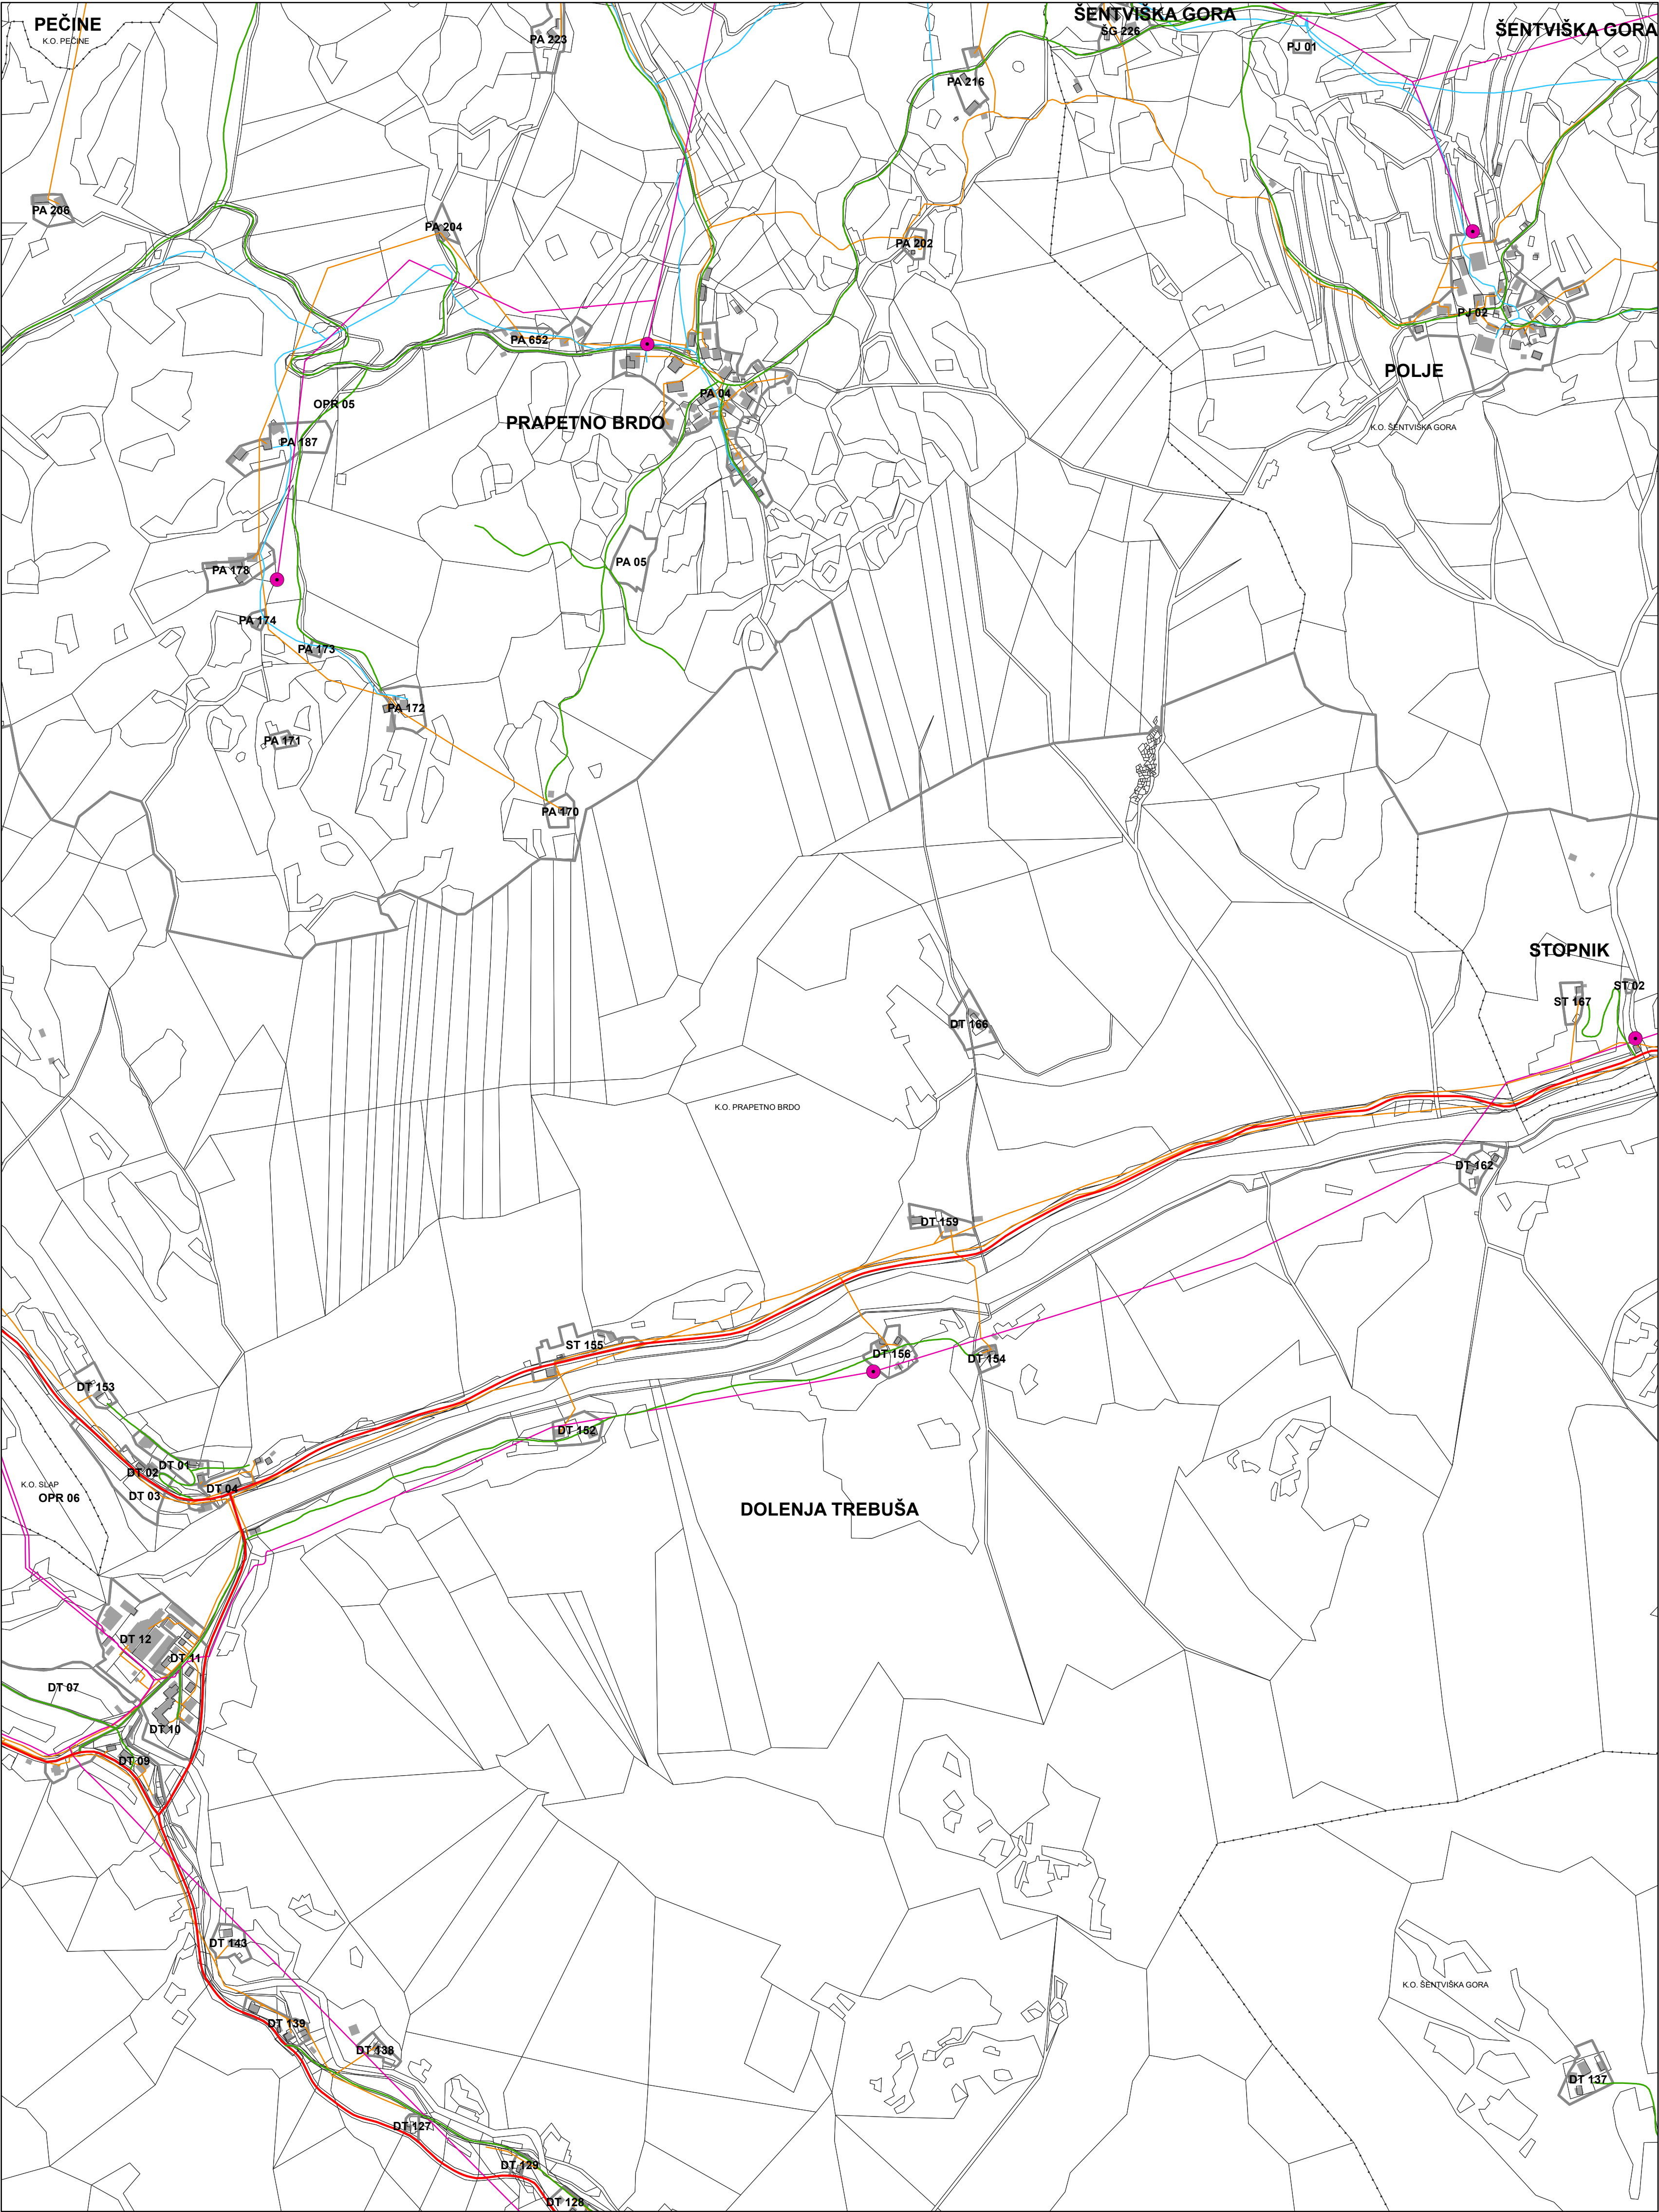 PEČINE
K.O. PEČINE
ŠENTVIŠKA GORA
ŠENTVIŠKA GORA
PA 223
ŠG 226
PJ 01
PA 216
PA 206
PA 204
PA 202
PA 652
PJ 02
POLJE
PA 04
OPR 05
PRAPETNO BRDO
K.O. ŠENTVIŠKA GORA
PA 187
PA 05
PA 178
PA 174
PA 173
PA 172
PA 171
PA 170
STOPNIK
ST 02
ST 167
DT 166
K.O. PRAPETNO BRDO
DT 162
DT 159
ST 155
DT 156
DT 154
DT 153
DT 152
DT 01
DT 02
K.O. SLAP
DT 04
DT 03
OPR 06
DOLENJA TREBUŠA
DT 12
DT 11
DT 07
DT 10
DT 09
DT 143
K.O. ŠENTVIŠKA GORA
DT 139
DT 138
DT 137
DT 127
DT 129
DT 128